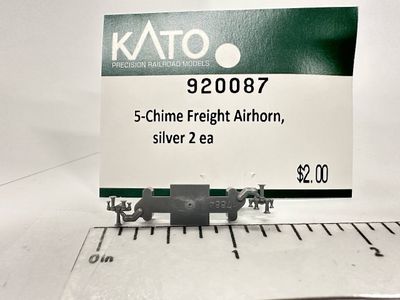 KATO
PRECISION RAILROAD MODELS
920087
5-Chime Freight Airhorn,
silver 2 ea
$2.00
0in 1 2